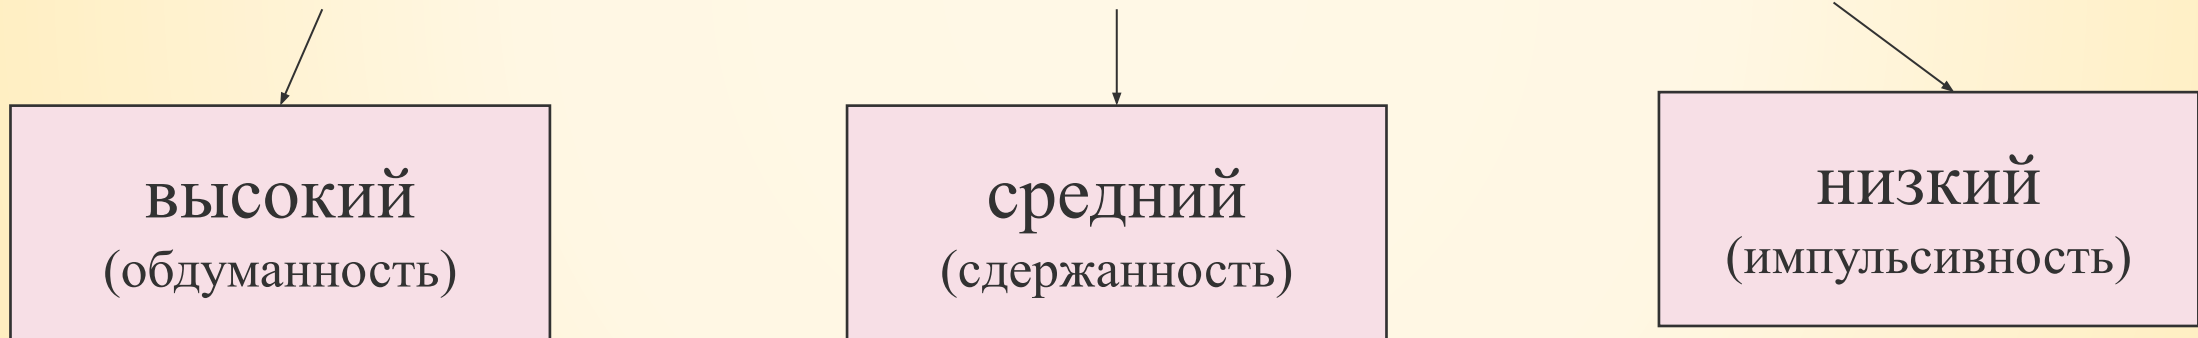 высокий
(обдуманность)
средний
(сдержанность)
низкий
(импульсивность)